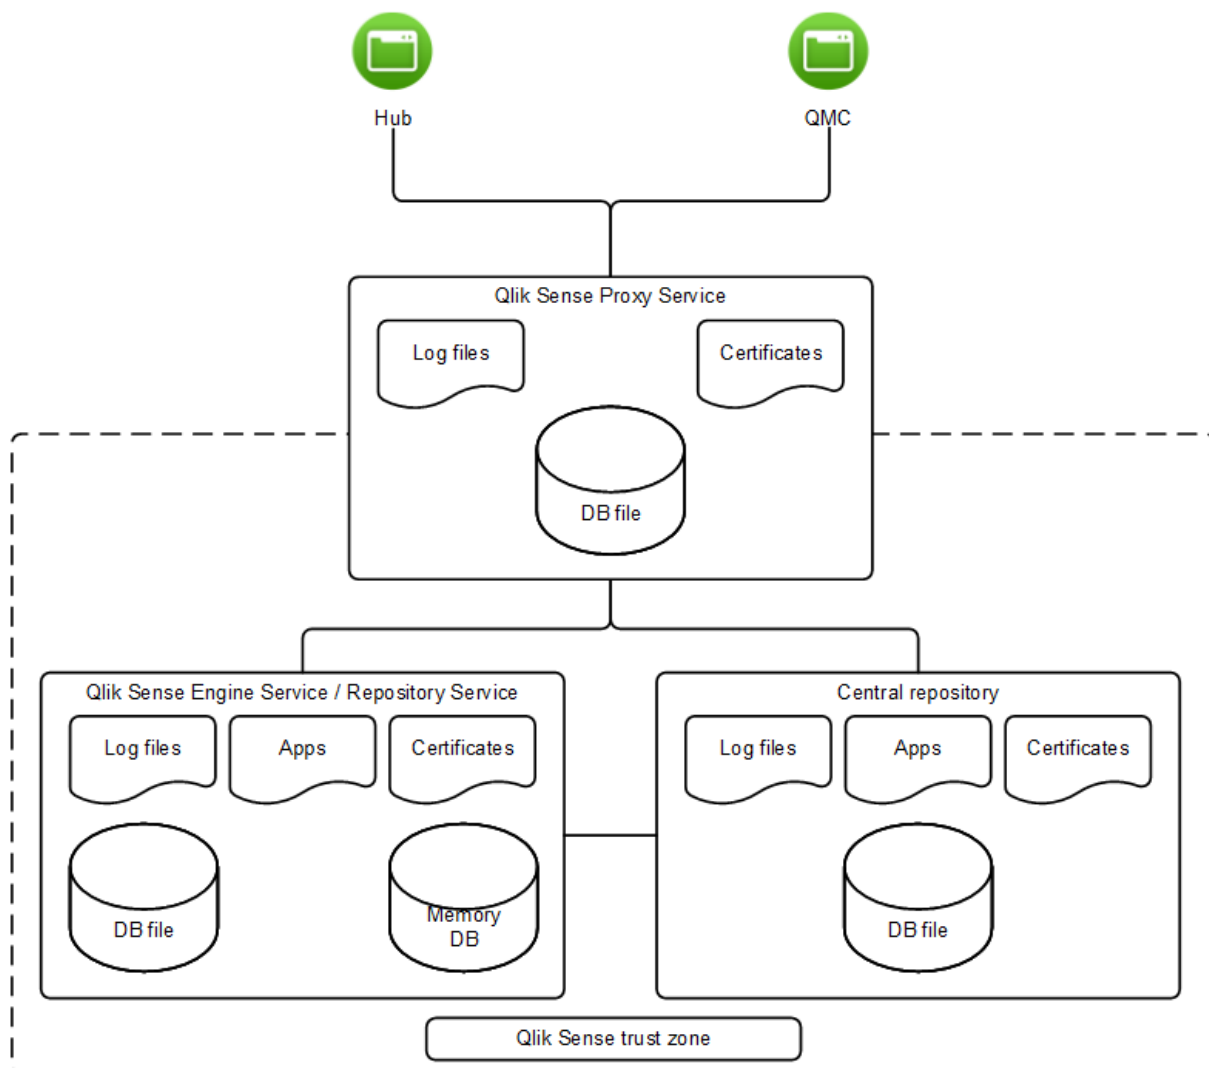 Hub
QMC
Qlik Sense Proxy Service
Log files
Certificates
DB file
Qlik Sense Engine Service / Repository Service
Log files
Apps
Certificates
DB file
Memory
DB
Central repository
Log files
Apps
Certificates
DB file
Qlik Sense trust zone